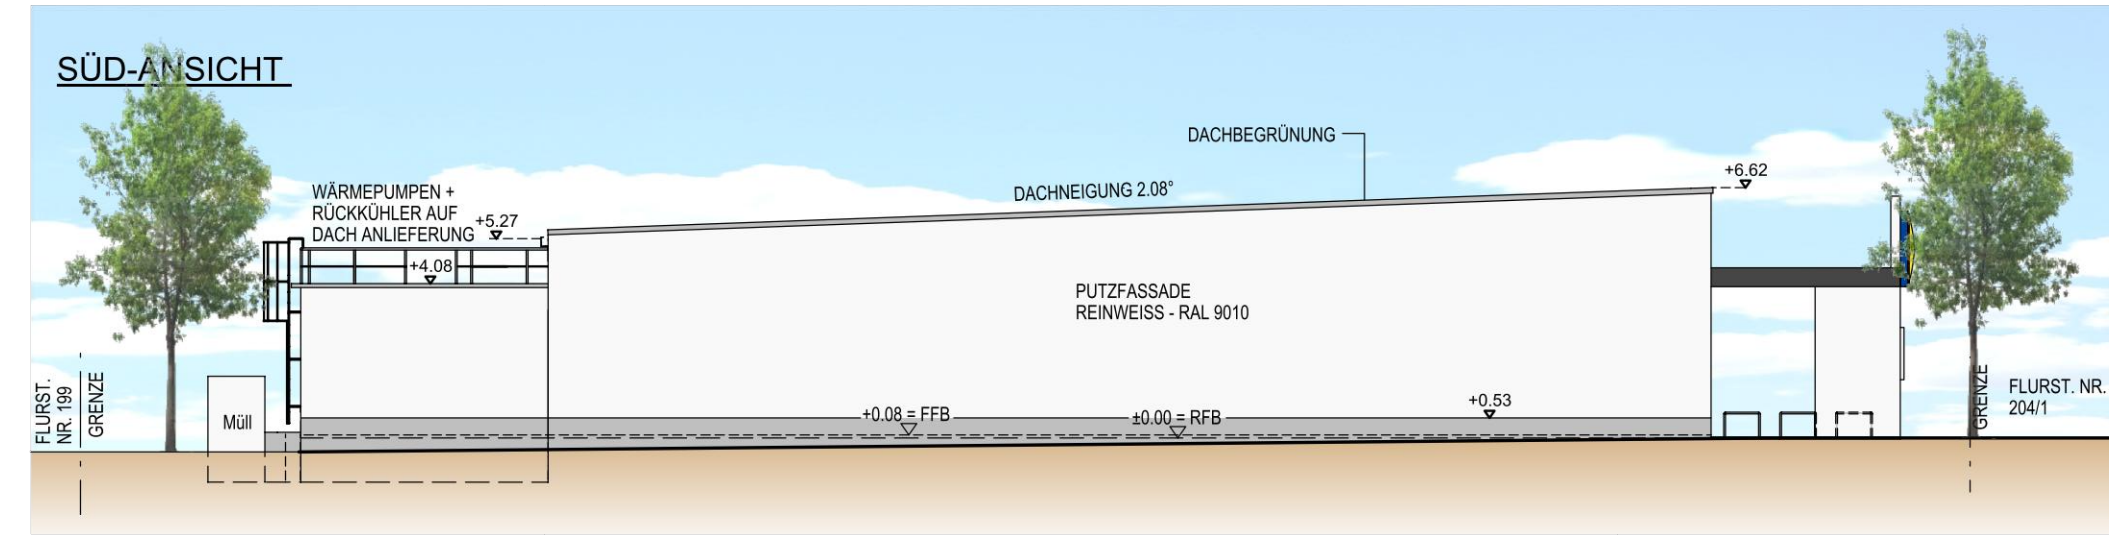 SÜD-ANSICHT
DACHBEGRÜNUNG
+6.62
DACHNEIGUNG 2.08°
WÄRMEPUMPEN +
RÜCKKÜHLER AUF
DACH ANLIEFERUNG
+5.27
+4.08
PUTZFASSADE
REINWEISS - RAL 9010
FLURST.
NR. 199
GRENZE
Müll
+0.08 = FFB
±0.00 = RFB
+0.53
GRENZE
FLURST. NR.
204/1